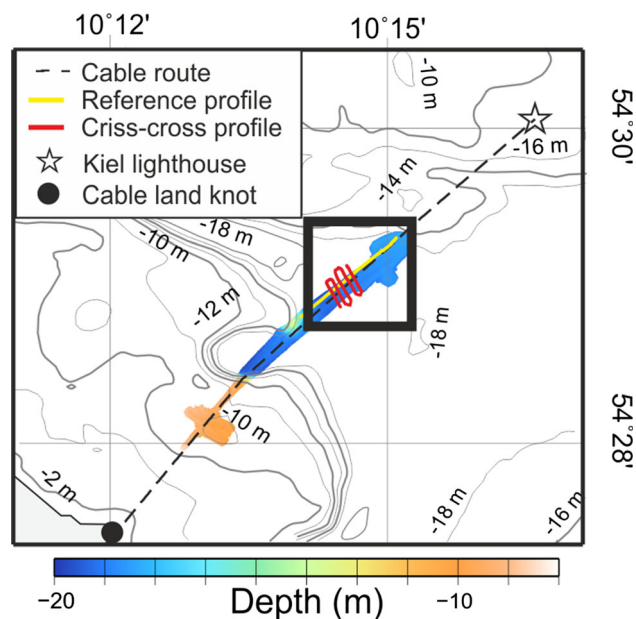 10°12' 10°15'
Cable route
Reference profile
Criss-cross profile
Kiel lighthouse
Cable land knot
-10 m
54°30'
-16 m
-14 m
-18 m
-10 m
-12 m
-18 m
-10 m
54°28'
-2 m
-18 m
-16 m
−20 Depth (m) −10